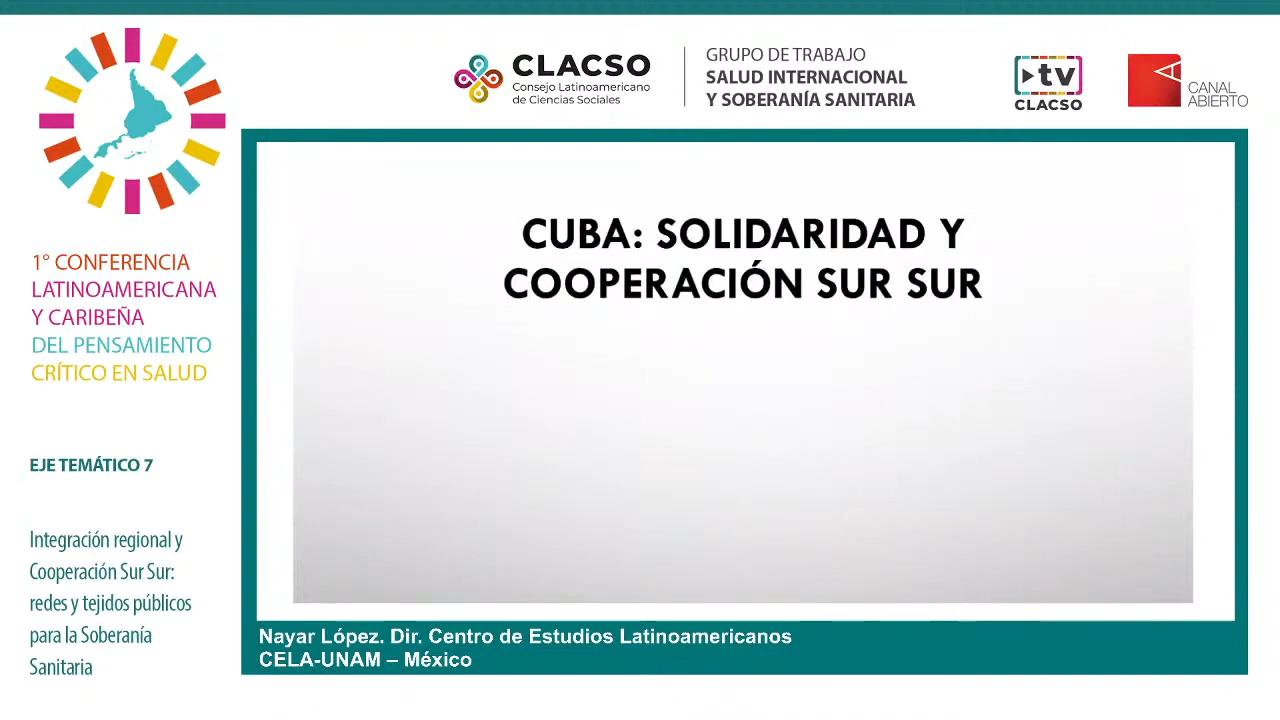 CLACSO
Consejo Latinoamericano
de Ciencias Sociales
GRUPO DE TRABAJO
SALUD INTERNACIONAL
Y SOBERANÍA SANITARIA
tv
CLACSO
CANAL
ABIERTO
1° CONFERENCIA
LATINOAMERICANA
Y CARIBEÑA
DEL PENSAMIENTO
CRÍTICO EN SALUD
EJE TEMÁTICO 7
Integración regional y
Cooperación Sur Sur:
redes y tejidos públicos
para la Soberanía
Sanitaria
CUBA: SOLIDARIDAD Y
COOPERACIÓN SUR SUR
Nayar López. Dir. Centro de Estudios Latinoamericanos
CELA-UNAM – México